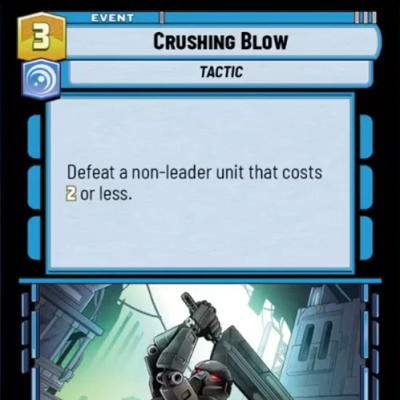 EVENT
3
CRUSHING BLOW
TACTIC
Defeat a non-leader unit that costs
2 or less.